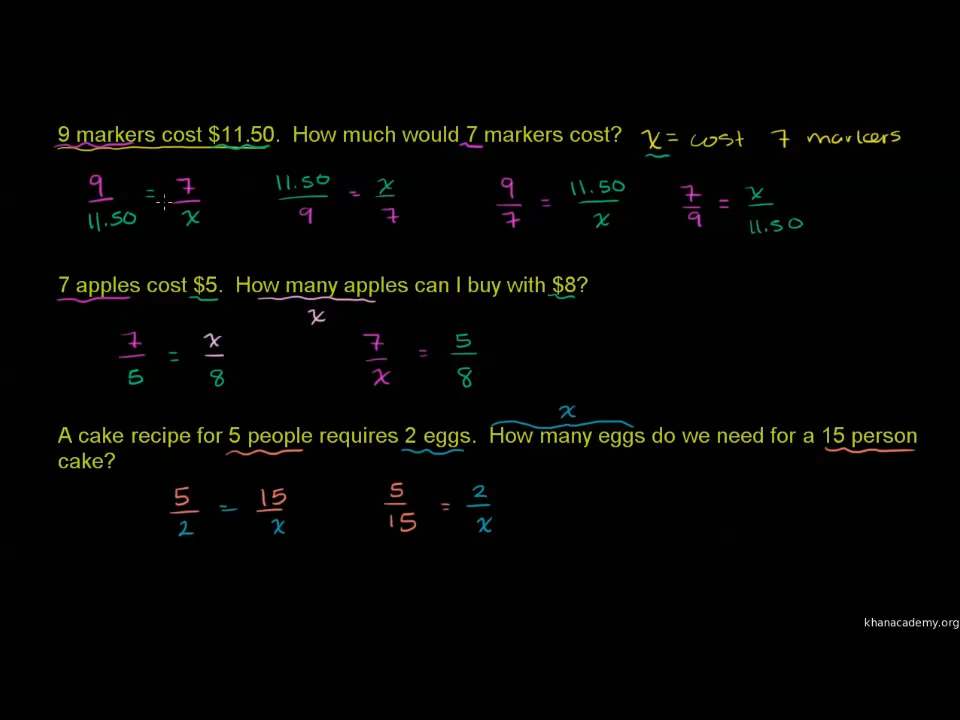 9 markers cost $11.50. How much would 7 markers cost? x = cost 7 markers
9/11.50 = 7/x 11.50/9 = x/7 9/7 = 11.50/x 7/9 = x/11.50
7 apples cost $5. How many apples can I buy with $8?
x
7/5 = x/8 7/x = 5/8
x
A cake recipe for 5 people requires 2 eggs. How many eggs do we need for a 15 person
cake?
5/2 = 15/x 5/15 = 2/x
khanacademy.org